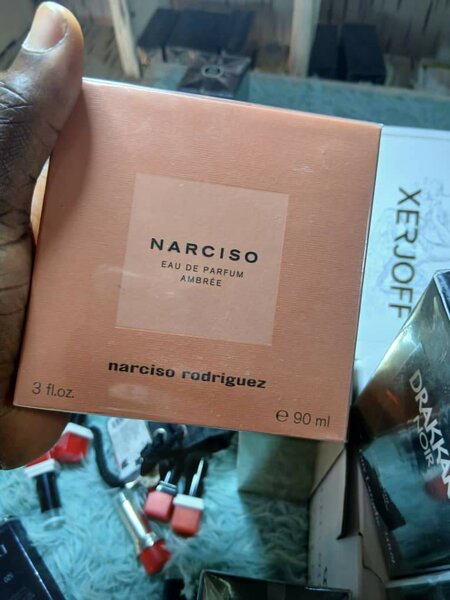 NARCISO
EAU DE PARFUM
AMBRÉE
narciso rodriguez
3 fl.oz.
℮ 90 ml
XERJOFF
DRAKKAR
NOIR